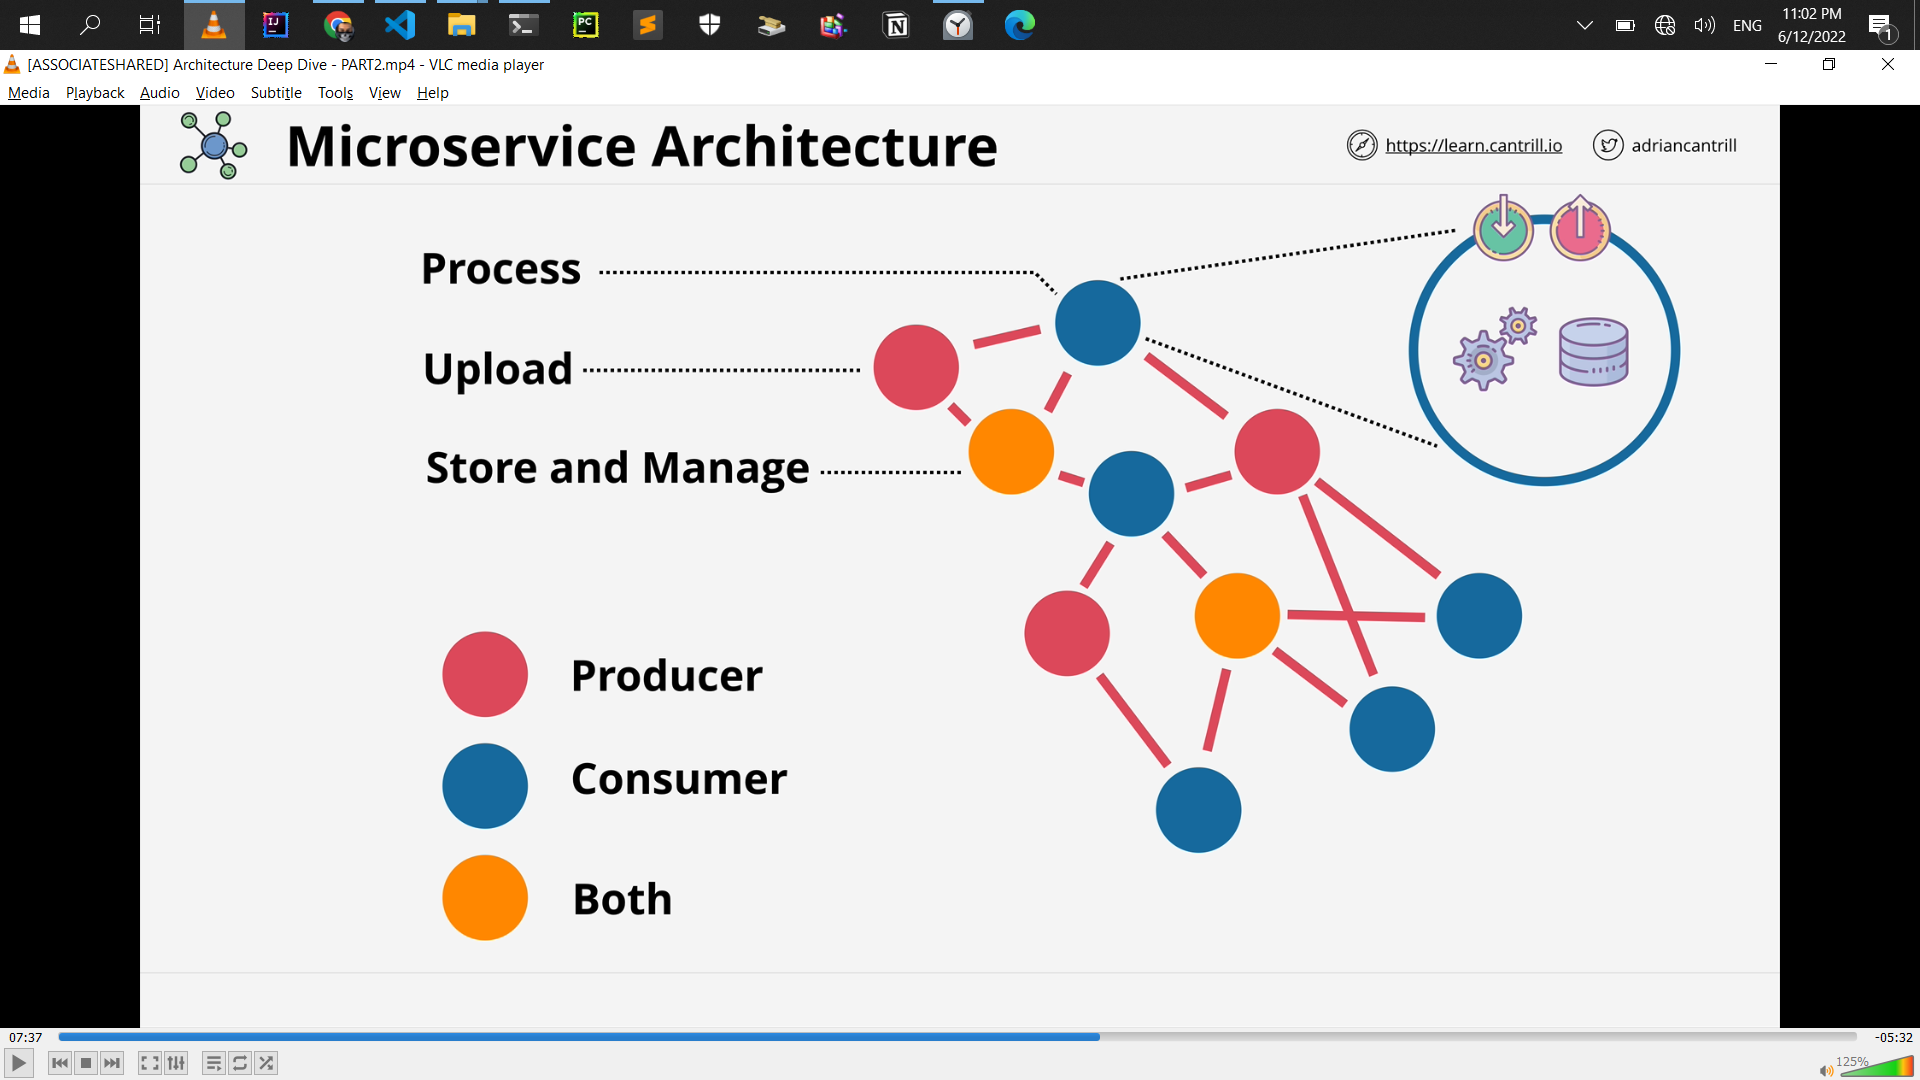 ENG
11:02 PM
6/12/2022
1
[ASSOCIATESHARED] Architecture Deep Dive - PART2.mp4 - VLC media player
Media Playback Audio Video Subtitle Tools View Help
Microservice Architecture
https://learn.cantrill.io
adriancantrill
Process
Upload
Store and Manage
Producer
Consumer
Both
07:37
-05:32
125%